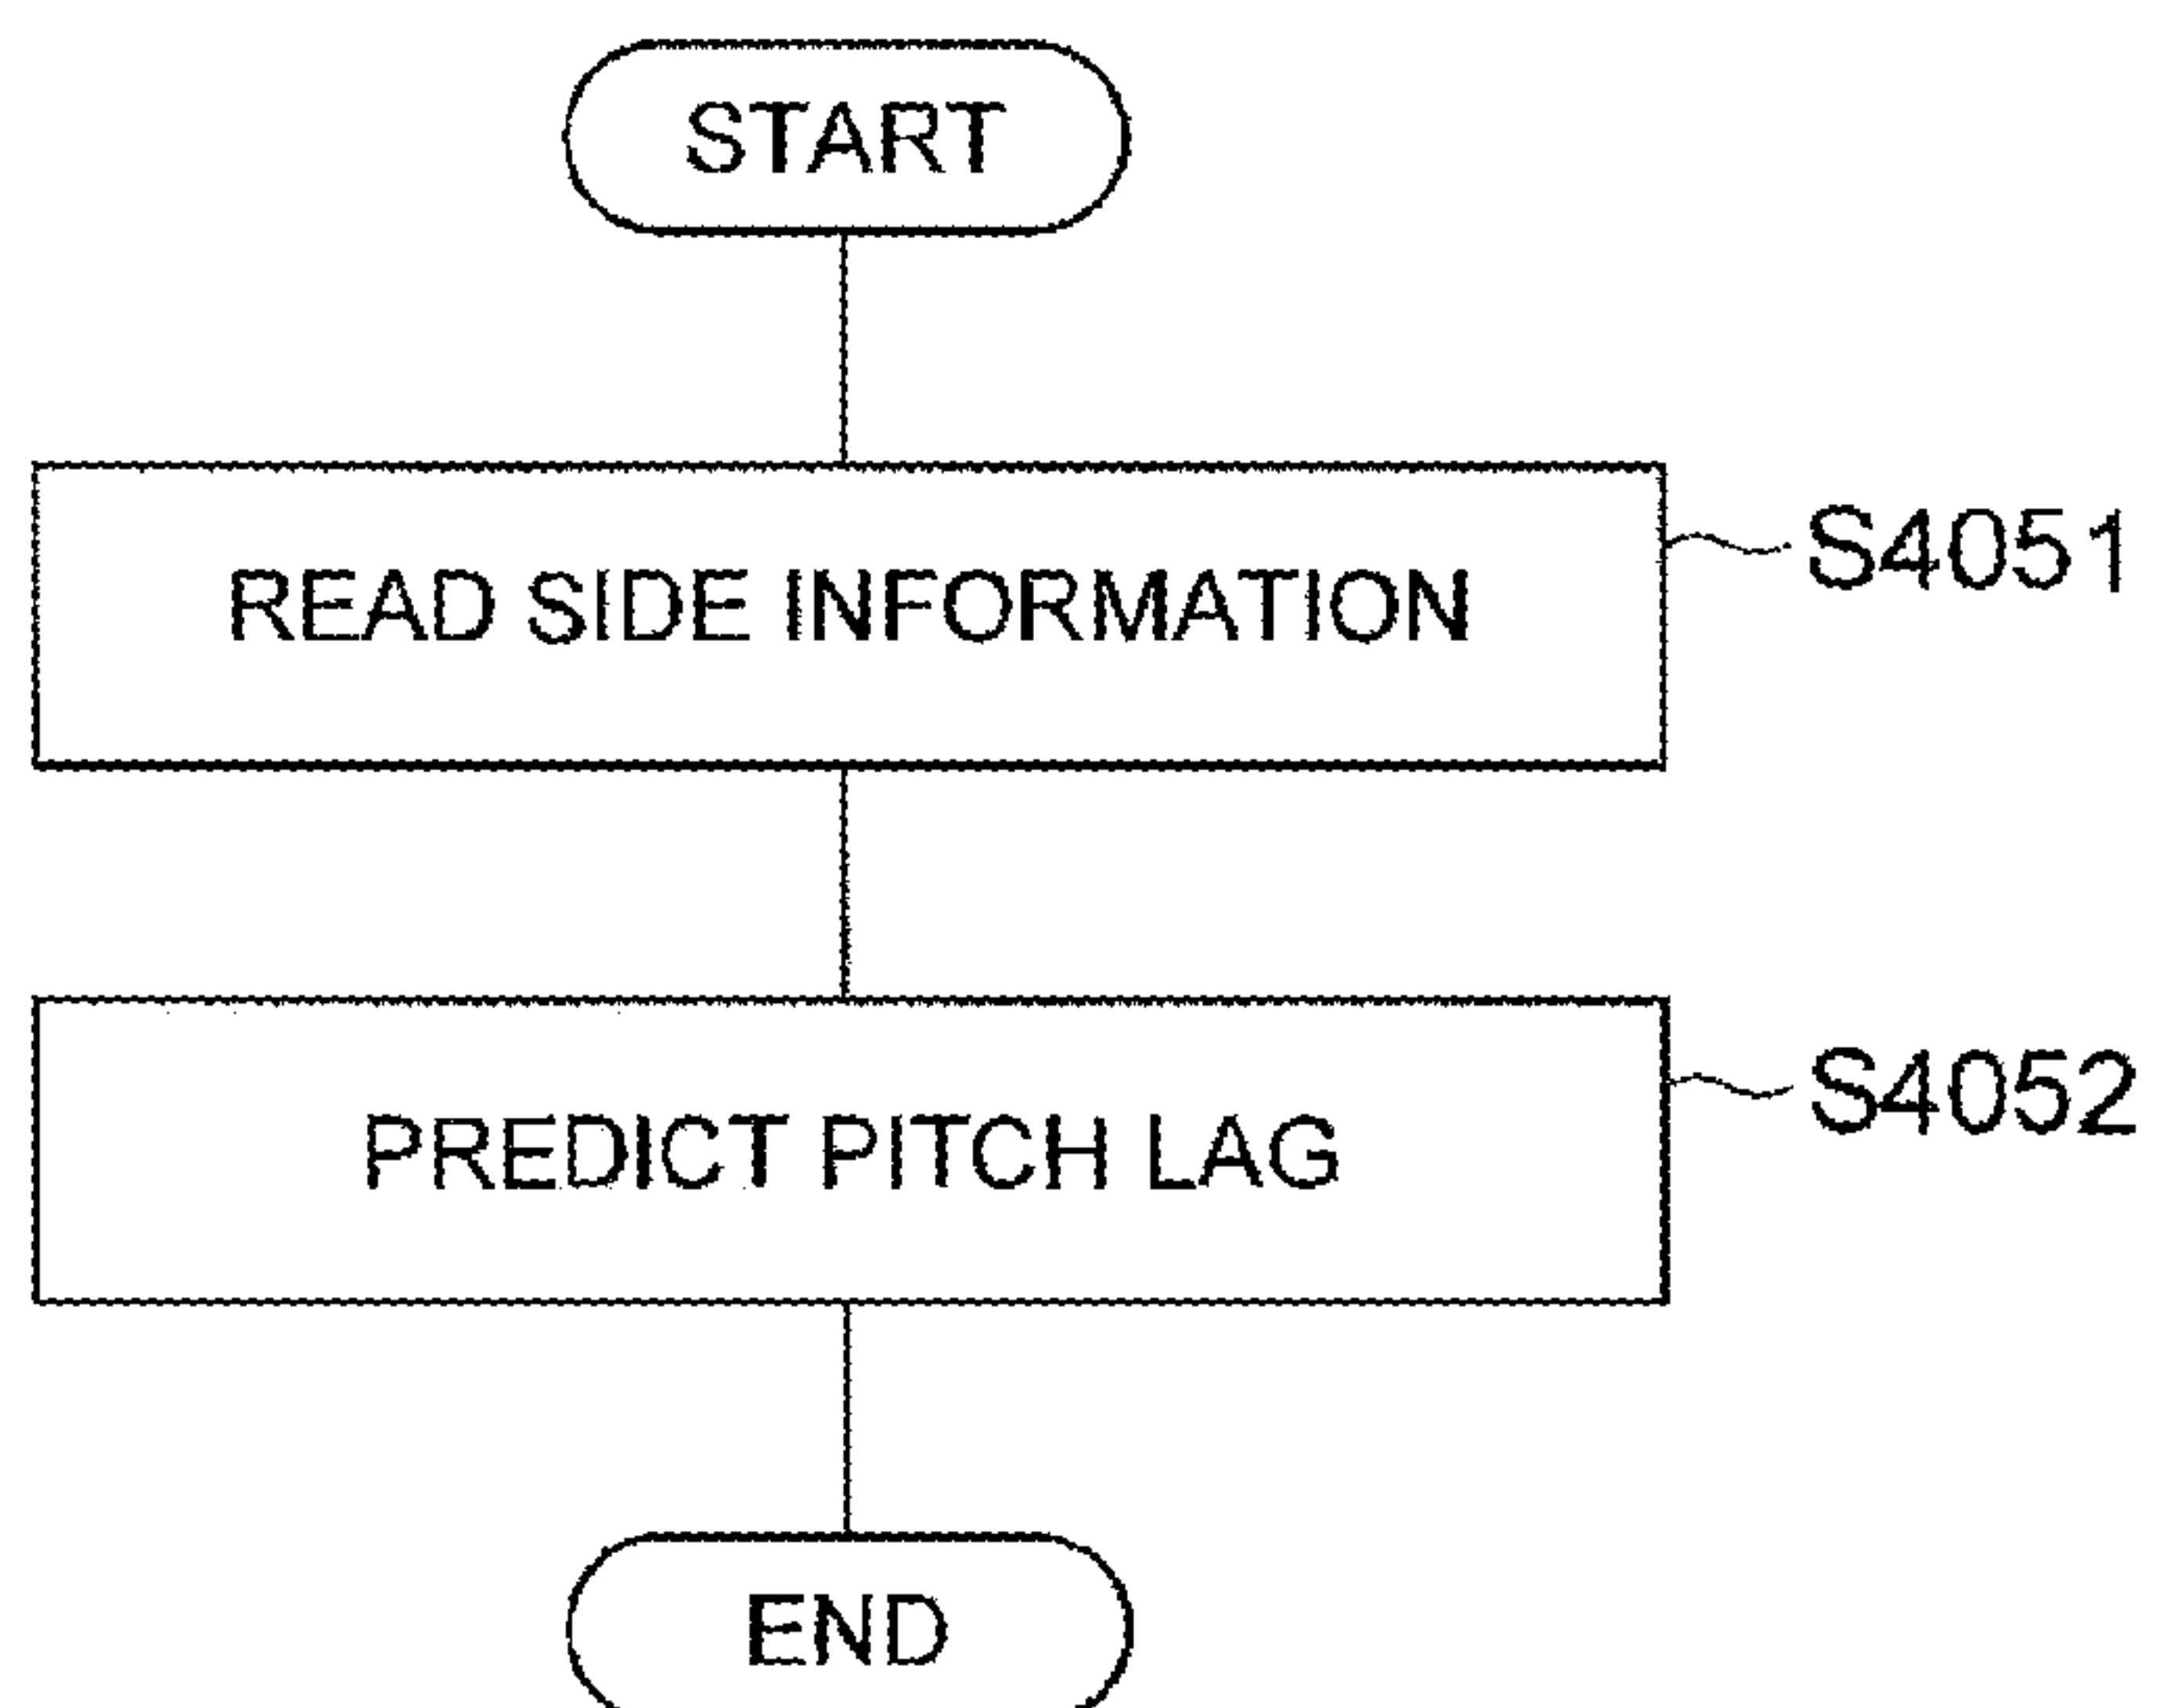 START
READ SIDE INFORMATION
S4051
PREDICT PITCH LAG
S4052
END